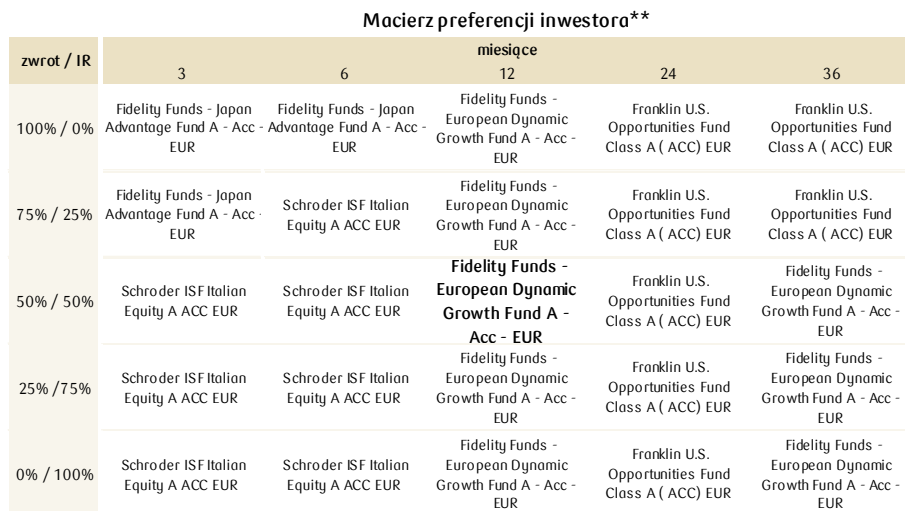 Macierz preferencji inwestora**
zwrot / IR
miesiące
3 6 12 24 36
100% / 0%
Fidelity Funds - Japan
Advantage Fund A - Acc -
EUR
Fidelity Funds - Japan
Advantage Fund A - Acc -
EUR
Fidelity Funds -
European Dynamic
Growth Fund A - Acc -
EUR
Franklin U.S.
Opportunities Fund
Class A ( ACC) EUR
Franklin U.S.
Opportunities Fund
Class A ( ACC) EUR
75% / 25%
Fidelity Funds - Japan
Advantage Fund A - Acc -
EUR
Schroder ISF Italian
Equity A ACC EUR
Fidelity Funds -
European Dynamic
Growth Fund A - Acc -
EUR
Franklin U.S.
Opportunities Fund
Class A ( ACC) EUR
Franklin U.S.
Opportunities Fund
Class A ( ACC) EUR
50% / 50%
Schroder ISF Italian
Equity A ACC EUR
Schroder ISF Italian
Equity A ACC EUR
Fidelity Funds -
European Dynamic
Growth Fund A -
Acc - EUR
Franklin U.S.
Opportunities Fund
Class A ( ACC) EUR
Fidelity Funds -
European Dynamic
Growth Fund A - Acc -
EUR
25% /75%
Schroder ISF Italian
Equity A ACC EUR
Schroder ISF Italian
Equity A ACC EUR
Fidelity Funds -
European Dynamic
Growth Fund A - Acc -
EUR
Franklin U.S.
Opportunities Fund
Class A ( ACC) EUR
Fidelity Funds -
European Dynamic
Growth Fund A - Acc -
EUR
0% / 100%
Schroder ISF Italian
Equity A ACC EUR
Schroder ISF Italian
Equity A ACC EUR
Fidelity Funds -
European Dynamic
Growth Fund A - Acc -
EUR
Franklin U.S.
Opportunities Fund
Class A ( ACC) EUR
Fidelity Funds -
European Dynamic
Growth Fund A - Acc -
EUR